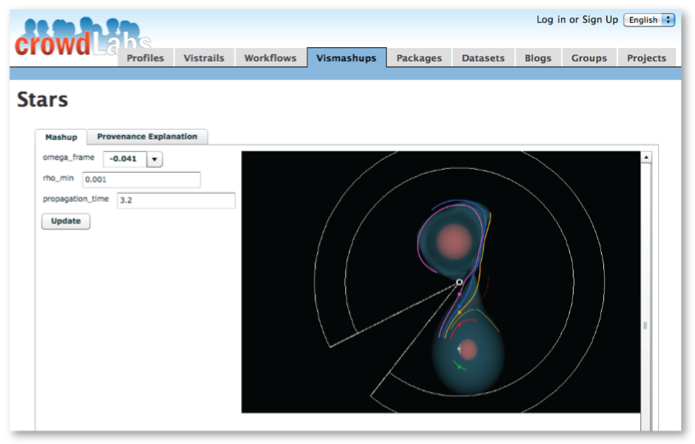 Log in or Sign Up English
crowdLabs
Profiles Vistrails Workflows Vismashups Packages Datasets Blogs Groups Projects
Stars
Mashup Provenance Explanation
omega_frame -0.041
rho_min 0.001
propagation_time 3.2
Update